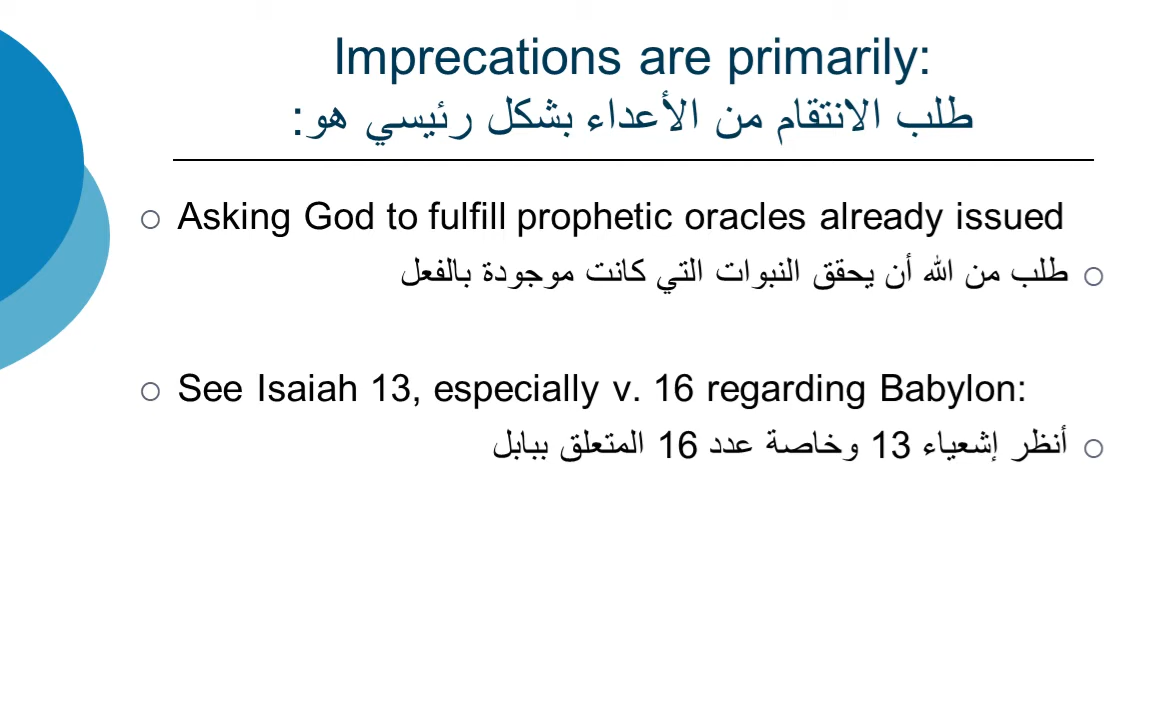 Imprecations are primarily:
طلب الانتقام من الأعداء بشكل رئيسي هو:
Asking God to fulfill prophetic oracles already issued
طلب من الله أن يحقق النبوات التي كانت موجودة بالفعل
See Isaiah 13, especially v. 16 regarding Babylon:
أنظر إشعياء 13 وخاصة عدد 16 المتعلق ببابل